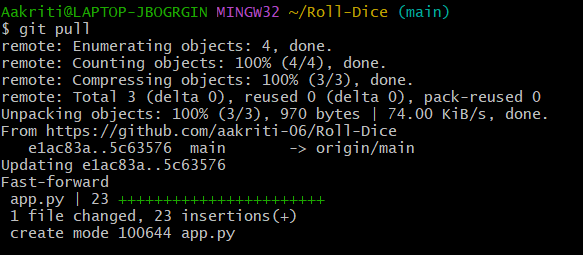 Aakriti@LAPTOP-JBOGRGIN MINGW32 ~/Roll-Dice (main)
$ git pull
remote: Enumerating objects: 4, done.
remote: Counting objects: 100% (4/4), done.
remote: Compressing objects: 100% (3/3), done.
remote: Total 3 (delta 0), reused 0 (delta 0), pack-reused 0
Unpacking objects: 100% (3/3), 970 bytes | 74.00 KiB/s, done.
From https://github.com/aakriti-06/Roll-Dice
   e1ac83a..5c63576  main       -> origin/main
Updating e1ac83a..5c63576
Fast-forward
 app.py | 23 +++++++++++++++++++++++
 1 file changed, 23 insertions(+)
 create mode 100644 app.py